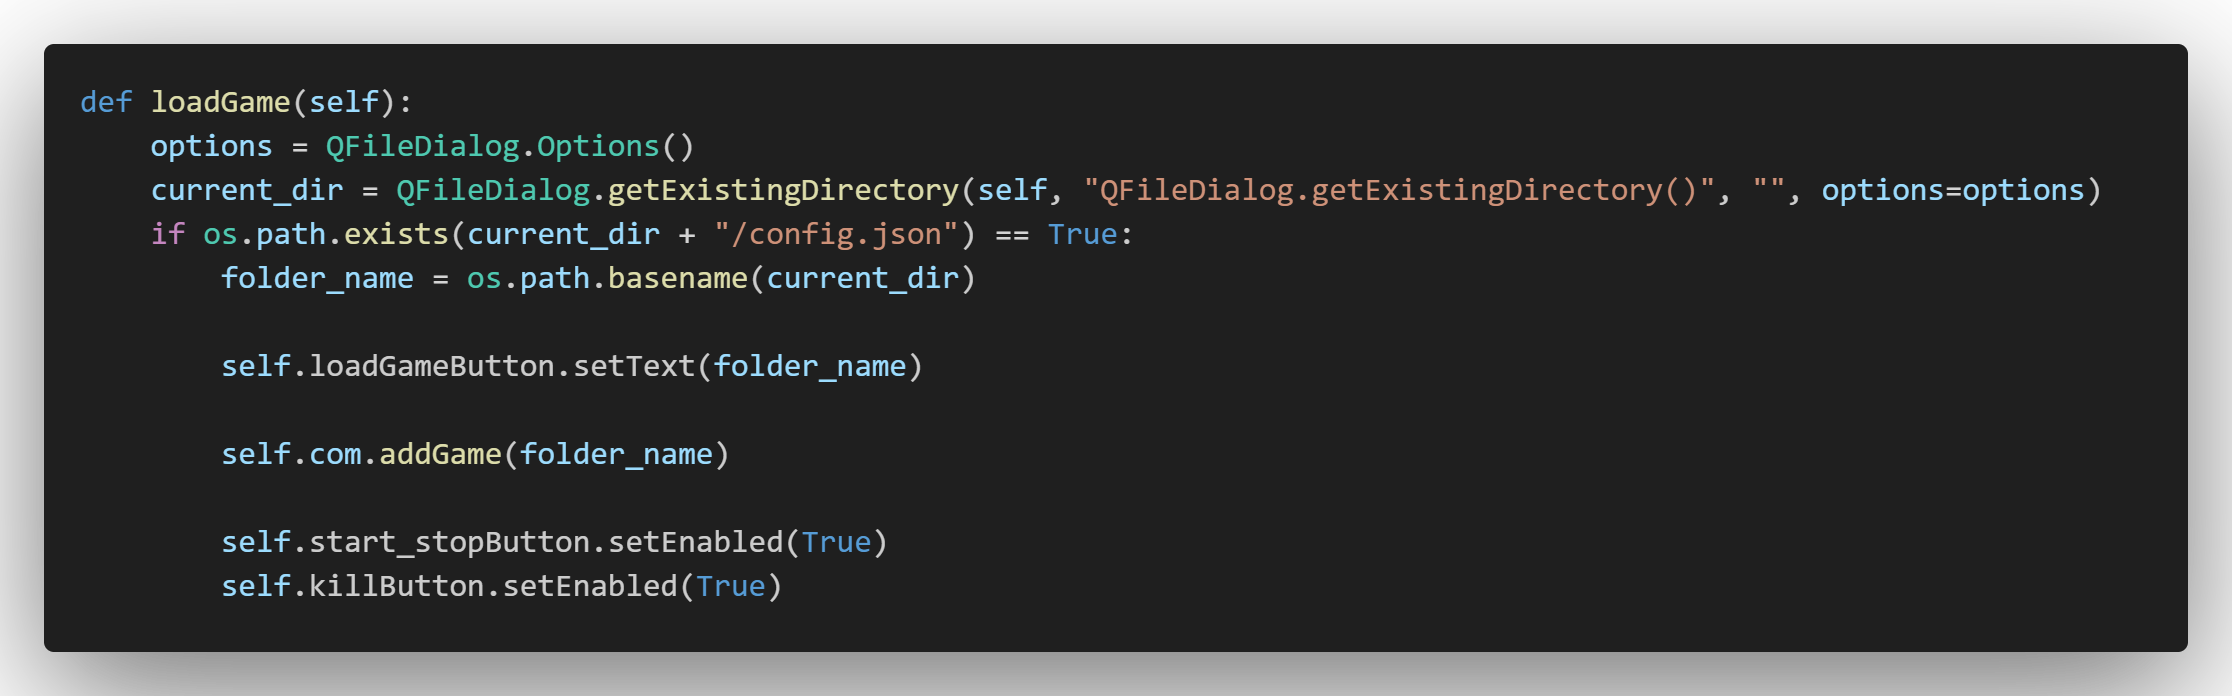 def loadGame(self):
    options = QFileDialog.Options()
    current_dir = QFileDialog.getExistingDirectory(self, "QFileDialog.getExistingDirectory()", "", options=options)
    if os.path.exists(current_dir + "/config.json") == True:
        folder_name = os.path.basename(current_dir)
        self.loadGameButton.setText(folder_name)
        self.com.addGame(folder_name)
        self.start_stopButton.setEnabled(True)
        self.killButton.setEnabled(True)